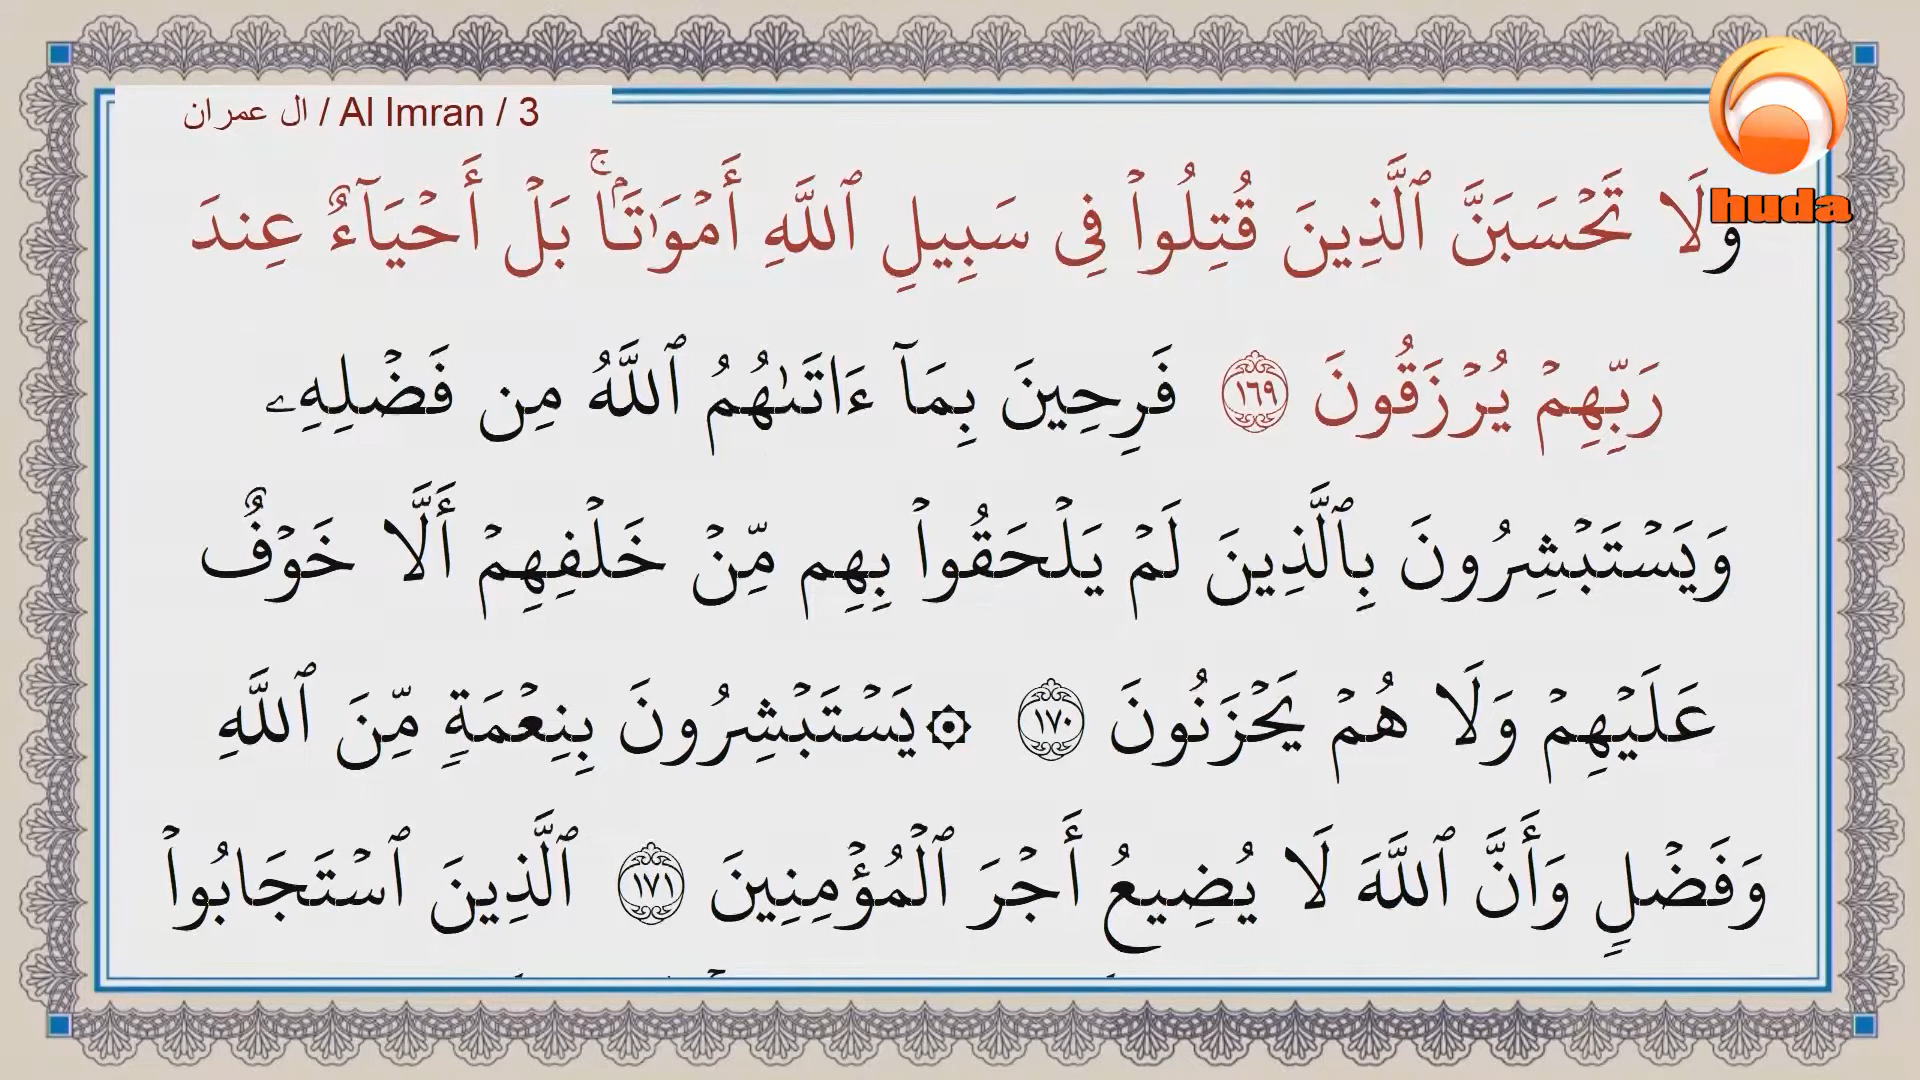 ال عمران / Al Imran / 3
huda
وَلَا تَحْسَبَنَّ ٱلَّذِينَ قُتِلُوا۟ فِى سَبِيلِ ٱللَّهِ أَمْوَٰتًۢا ۚ بَلْ أَحْيَآءٌ عِندَ
رَبِّهِمْ يُرْزَقُونَ ١٦٩ فَرِحِينَ بِمَآ ءَاتَىٰهُمُ ٱللَّهُ مِن فَضْلِهِۦ
وَيَسْتَبْشِرُونَ بِٱلَّذِينَ لَمْ يَلْحَقُوا۟ بِهِم مِّنْ خَلْفِهِمْ أَلَّا خَوْفٌ
عَلَيْهِمْ وَلَا هُمْ يَحْزَنُونَ ١٧٠ ۞ يَسْتَبْشِرُونَ بِنِعْمَةٍ مِّنَ ٱللَّهِ
وَفَضْلٍ وَأَنَّ ٱللَّهَ لَا يُضِيعُ أَجْرَ ٱلْمُؤْمِنِينَ ١٧١ ٱلَّذِينَ ٱسْتَجَابُوا۟